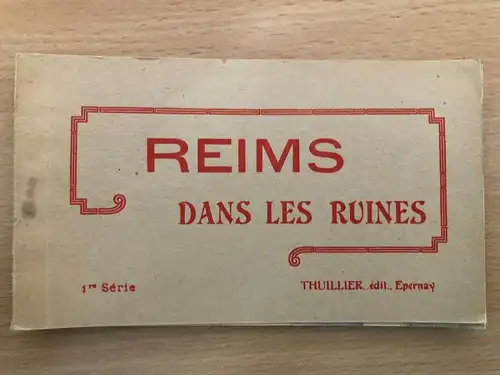 REIMS
DANS LES RUINES
1re Série
THUILLIER, édit., Epernay